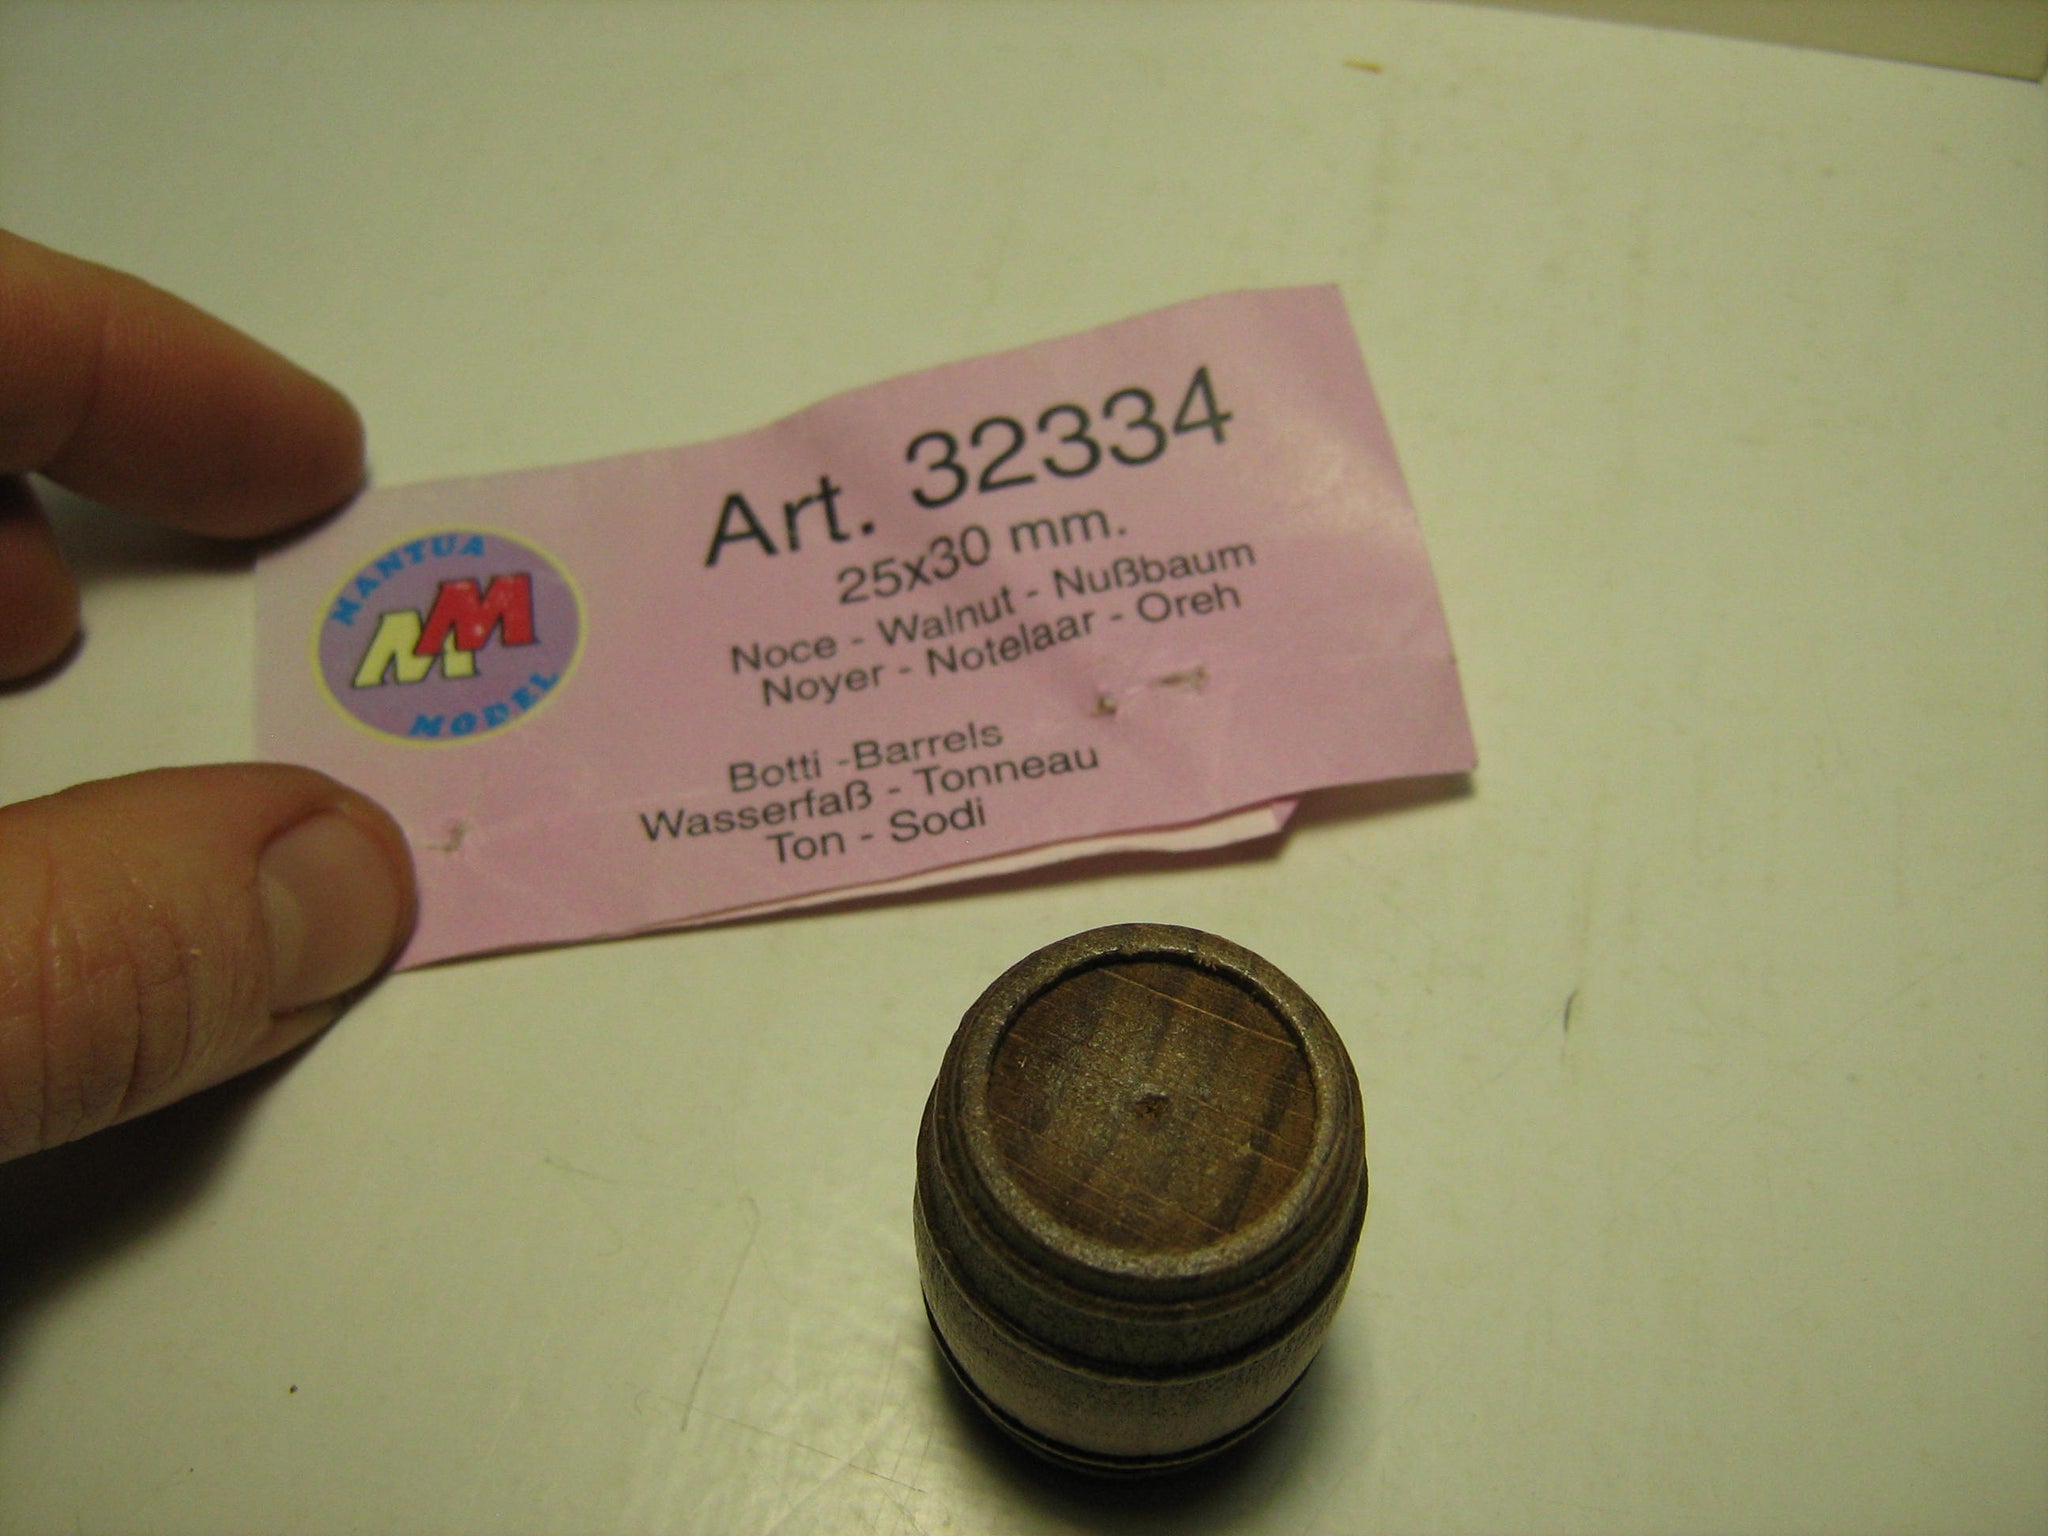 Art. 32334
25x30 mm.
Noce - Walnut - Nußbaum
Noyer - Notelaar - Oreh
MANTUA
MM
MODEL
Botti -Barrels
Wasserfaß - Tonneau
Ton - Sodi